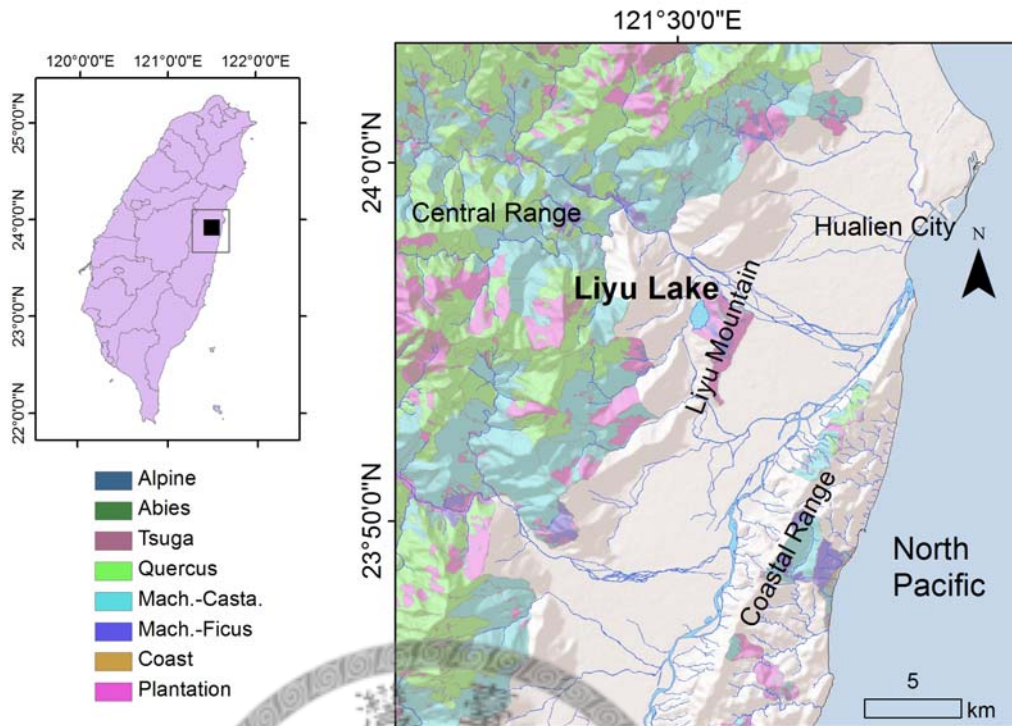 120°0'0"E
121°0'0"E
122°0'0"E
25°0'0"N
24°0'0"N
23°0'0"N
22°0'0"N
Alpine
Abies
Tsuga
Quercus
Mach.-Casta.
Mach.-Ficus
Coast
Plantation
121°30'0"E
24°0'0"N
23°50'0"N
Central Range
Hualien City
N
Liyu Lake
Liyu Mountain
Coastal Range
North
Pacific
5
km